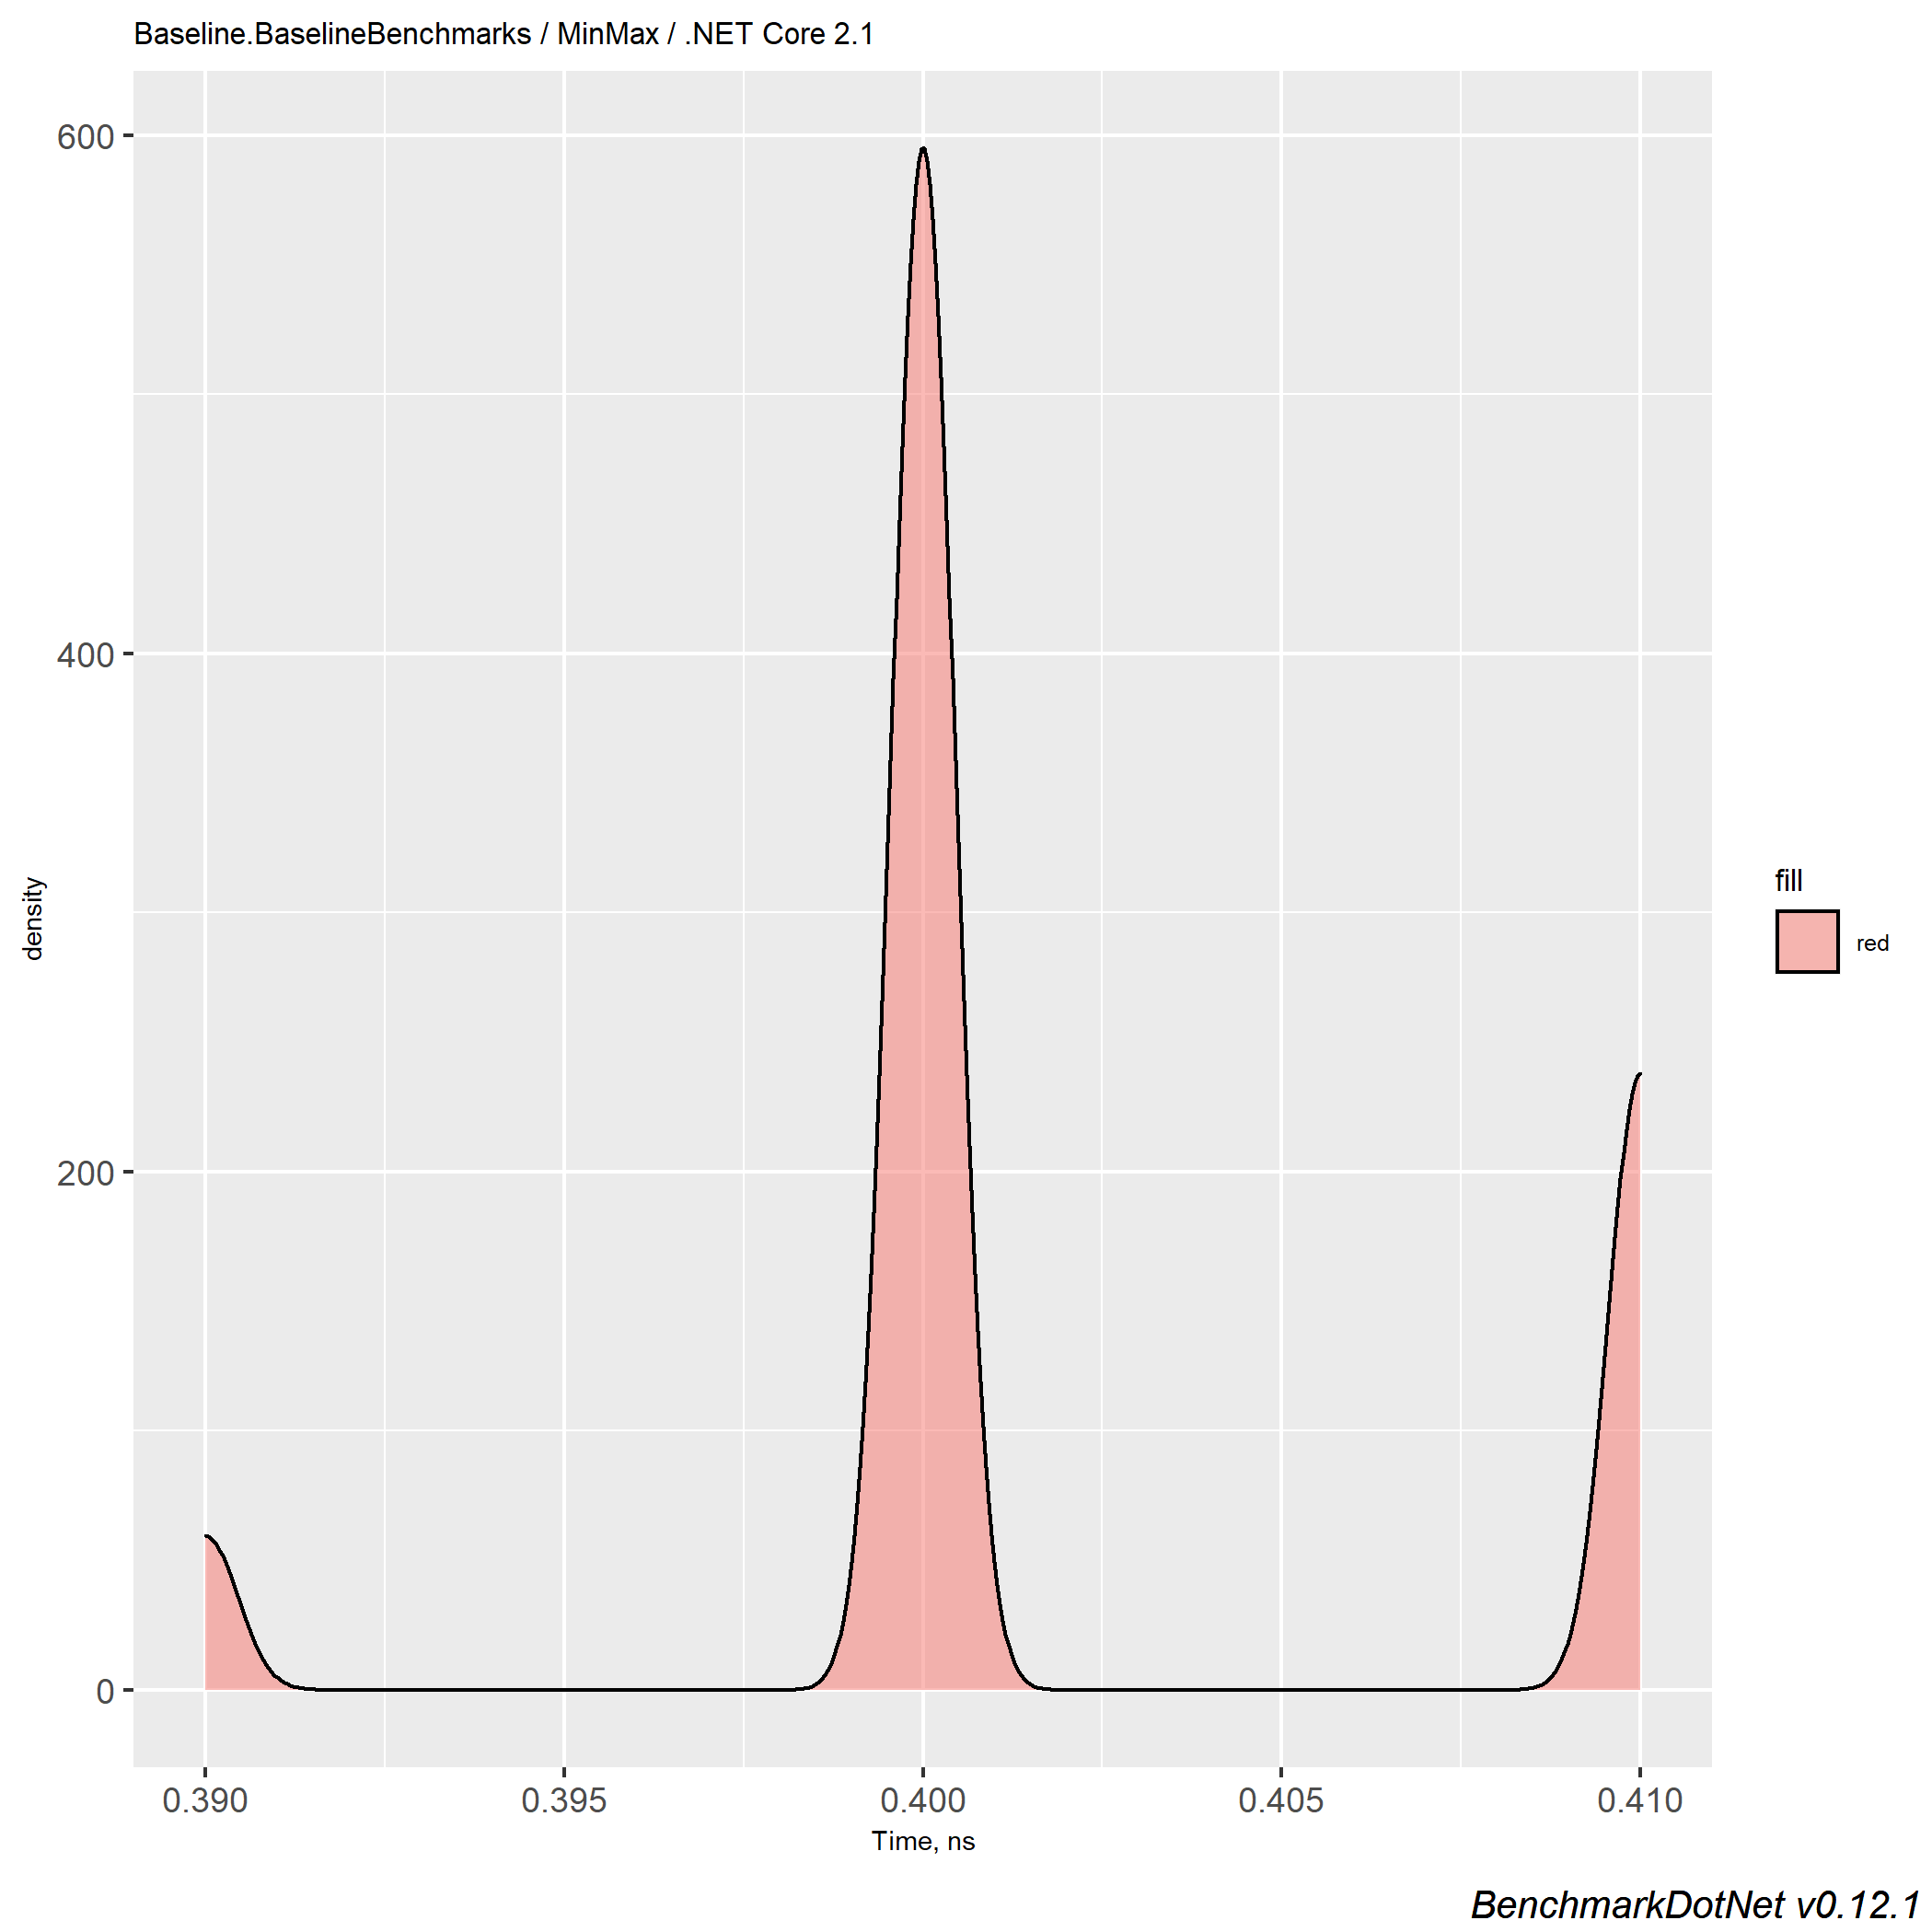 Baseline.BaselineBenchmarks / MinMax / .NET Core 2.1
600
400
200
0
density
0.390 0.395 0.400 0.405 0.410
Time, ns
fill
red
BenchmarkDotNet v0.12.1